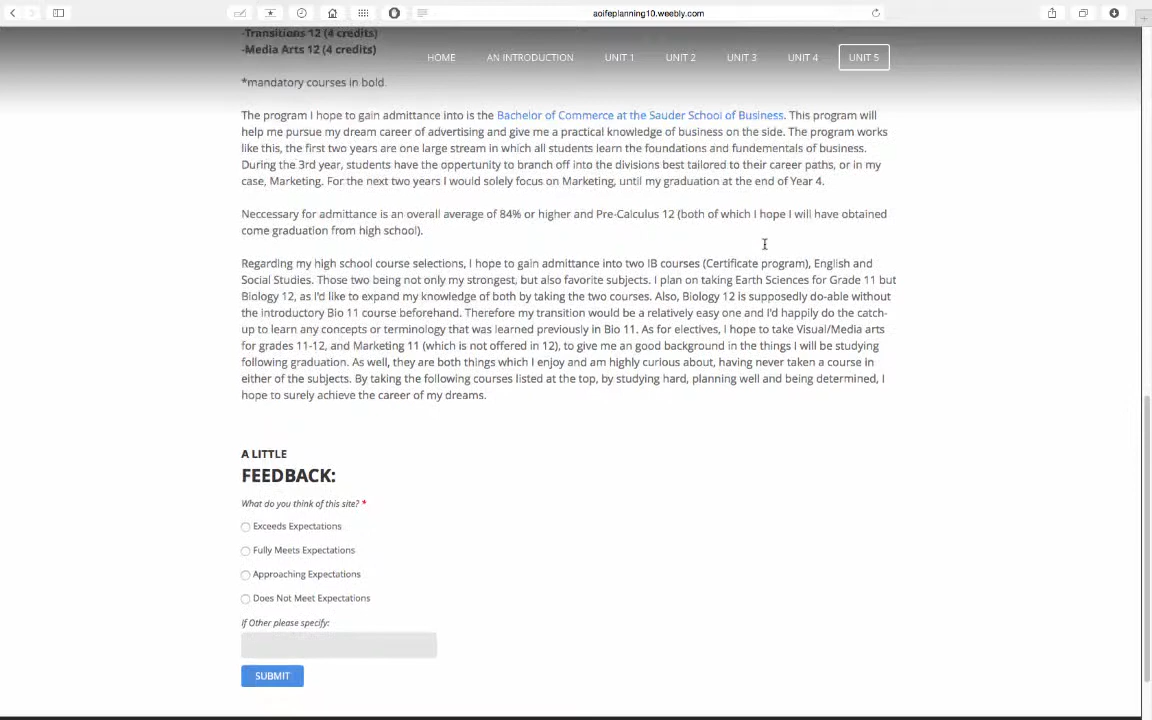 aoifeplanning10.weebly.com
-Transitions 12 (4 credits)
-Media Arts 12 (4 credits)
HOME AN INTRODUCTION UNIT 1 UNIT 2 UNIT 3 UNIT 4 UNIT 5
*mandatory courses in bold.
The program I hope to gain admittance into is the Bachelor of Commerce at the Sauder School of Business. This program will
help me pursue my dream career of advertising and give me a practical knowledge of business on the side. The program works
like this, the first two years are one large stream in which all students learn the foundations and fundementals of business.
During the 3rd year, students have the opportunity to branch off into the divisions best tailored to their career paths, or in my
case, Marketing. For the next two years I would solely focus on Marketing, until my graduation at the end of Year 4.
Neccessary for admittance is an overall average of 84% or higher and Pre-Calculus 12 (both of which I hope I will have obtained
come graduation from high school).
Regarding my high school course selections, I hope to gain admittance into two IB courses (Certificate program), English and
Social Studies. Those two being not only my strongest, but also favorite subjects. I plan on taking Earth Sciences for Grade 11 but
Biology 12, as I'd like to expand my knowledge of both by taking the two courses. Also, Biology 12 is supposedly do-able without
the introductory Bio 11 course beforehand. Therefore my transition would be a relatively easy one and I'd happily do the catch-
up to learn any concepts or terminology that was learned previously in Bio 11. As for electives, I hope to take Visual/Media arts
for grades 11-12, and Marketing 11 (which is not offered in 12), to give me an good background in the things I will be studying
following graduation. As well, they are both things which I enjoy and am highly curious about, having never taken a course in
either of the subjects. By taking the following courses listed at the top, by studying hard, planning well and being determined, I
hope to surely achieve the career of my dreams.
A LITTLE
FEEDBACK:
What do you think of this site? *
Exceeds Expectations
Fully Meets Expectations
Approaching Expectations
Does Not Meet Expectations
If Other please specify:
SUBMIT